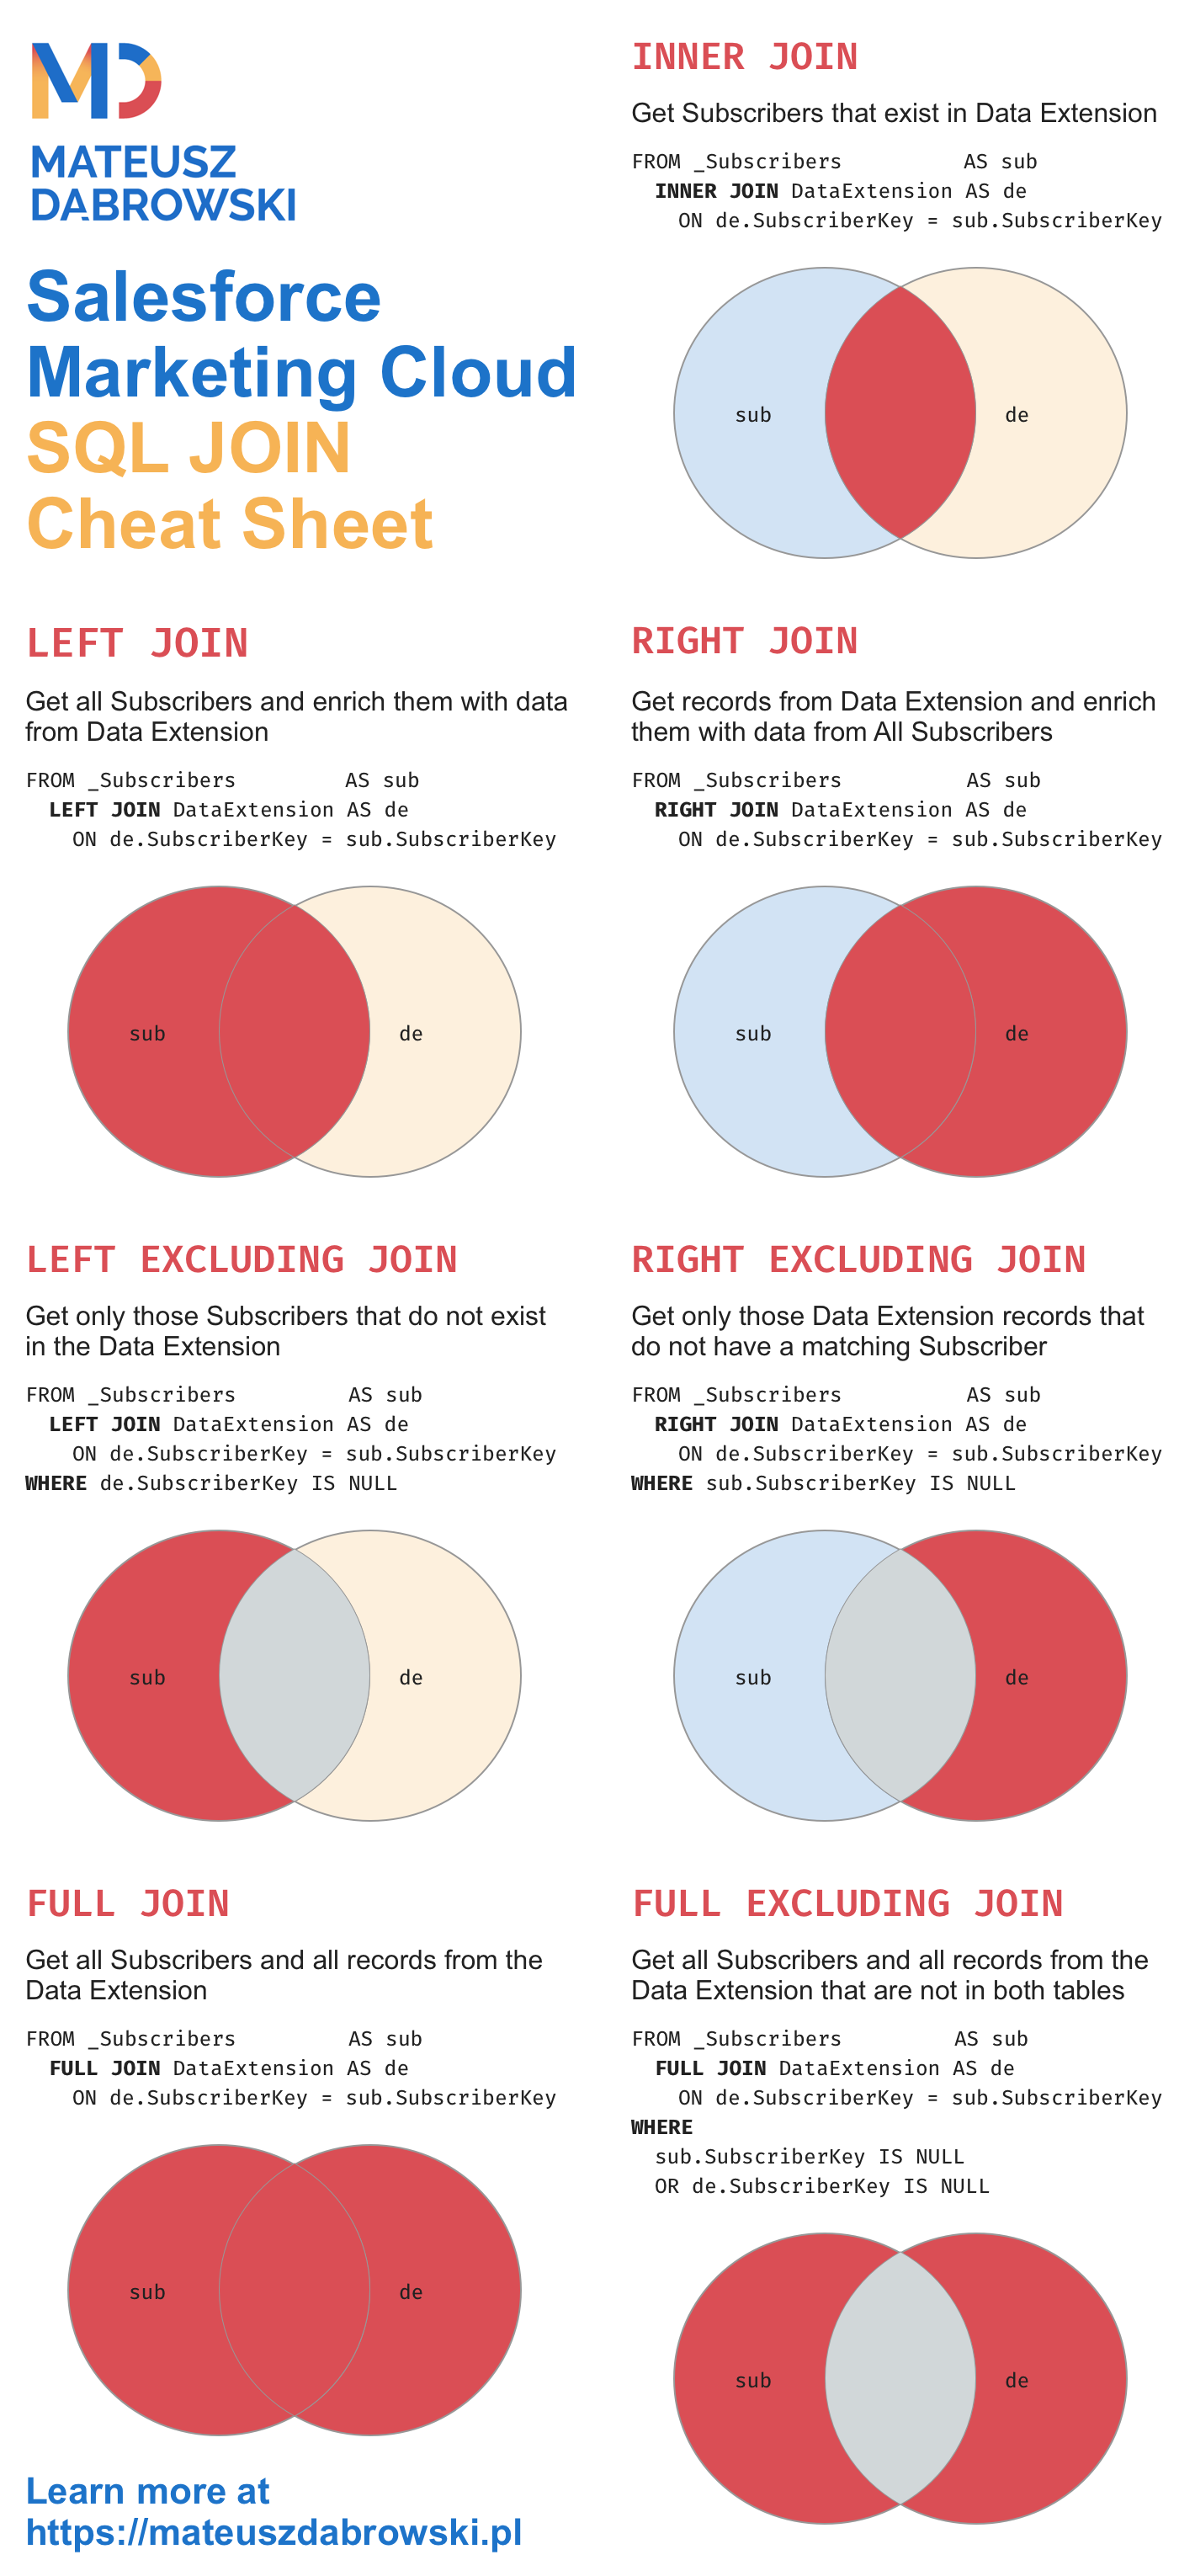 MD
MATEUSZ
DĄBROWSKI
Salesforce
Marketing Cloud
SQL JOIN
Cheat Sheet
INNER JOIN
Get Subscribers that exist in Data Extension
FROM _Subscribers AS sub
INNER JOIN DataExtension AS de
ON de.SubscriberKey = sub.SubscriberKey
sub
de
LEFT JOIN
Get all Subscribers and enrich them with data
from Data Extension
FROM _Subscribers AS sub
LEFT JOIN DataExtension AS de
ON de.SubscriberKey = sub.SubscriberKey
sub
de
RIGHT JOIN
Get records from Data Extension and enrich
them with data from All Subscribers
FROM _Subscribers AS sub
RIGHT JOIN DataExtension AS de
ON de.SubscriberKey = sub.SubscriberKey
sub
de
LEFT EXCLUDING JOIN
Get only those Subscribers that do not exist
in the Data Extension
FROM _Subscribers AS sub
LEFT JOIN DataExtension AS de
ON de.SubscriberKey = sub.SubscriberKey
WHERE de.SubscriberKey IS NULL
sub
de
RIGHT EXCLUDING JOIN
Get only those Data Extension records that
do not have a matching Subscriber
FROM _Subscribers AS sub
RIGHT JOIN DataExtension AS de
ON de.SubscriberKey = sub.SubscriberKey
WHERE sub.SubscriberKey IS NULL
sub
de
FULL JOIN
Get all Subscribers and all records from the
Data Extension
FROM _Subscribers AS sub
FULL JOIN DataExtension AS de
ON de.SubscriberKey = sub.SubscriberKey
sub
de
FULL EXCLUDING JOIN
Get all Subscribers and all records from the
Data Extension that are not in both tables
FROM _Subscribers AS sub
FULL JOIN DataExtension AS de
ON de.SubscriberKey = sub.SubscriberKey
WHERE
sub.SubscriberKey IS NULL
OR de.SubscriberKey IS NULL
sub
de
Learn more at
https://mateuszdabrowski.pl